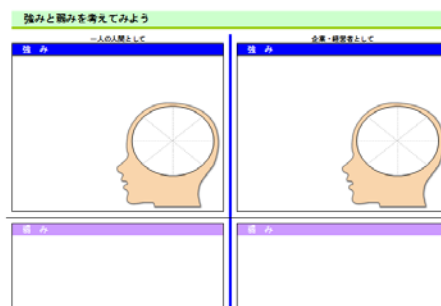 強みと弱みを考えてみよう
一人の人間として
企業・経営者として
強 み
強 み
弱 み
弱 み